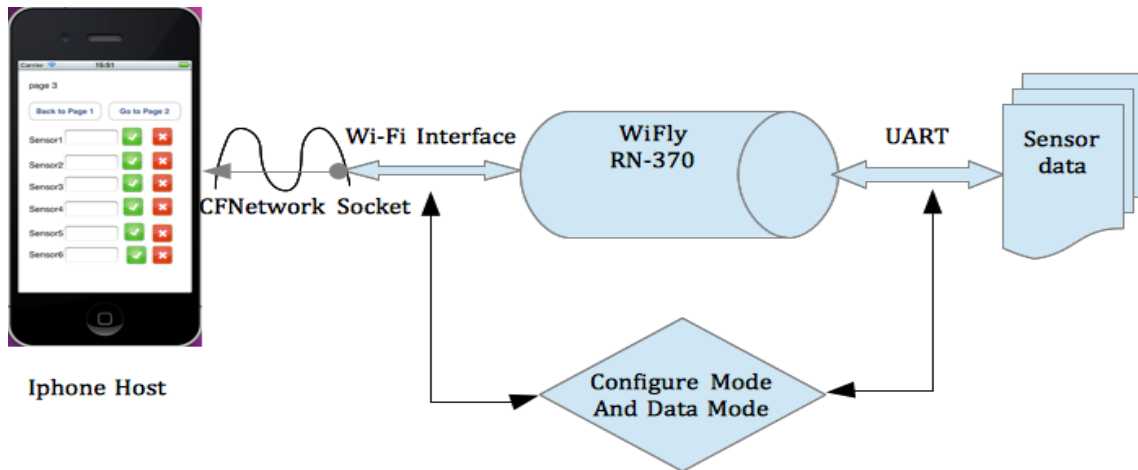 Carrier 15:51
page 3
Back to Page 1 Go to Page 2
Sensor1
Sensor2
Sensor3
Sensor4
Sensor5
Sensor6
Iphone Host
Wi-Fi Interface
CFNetwork Socket
WiFly
RN-370
UART
Sensor
data
Configure Mode
And Data Mode